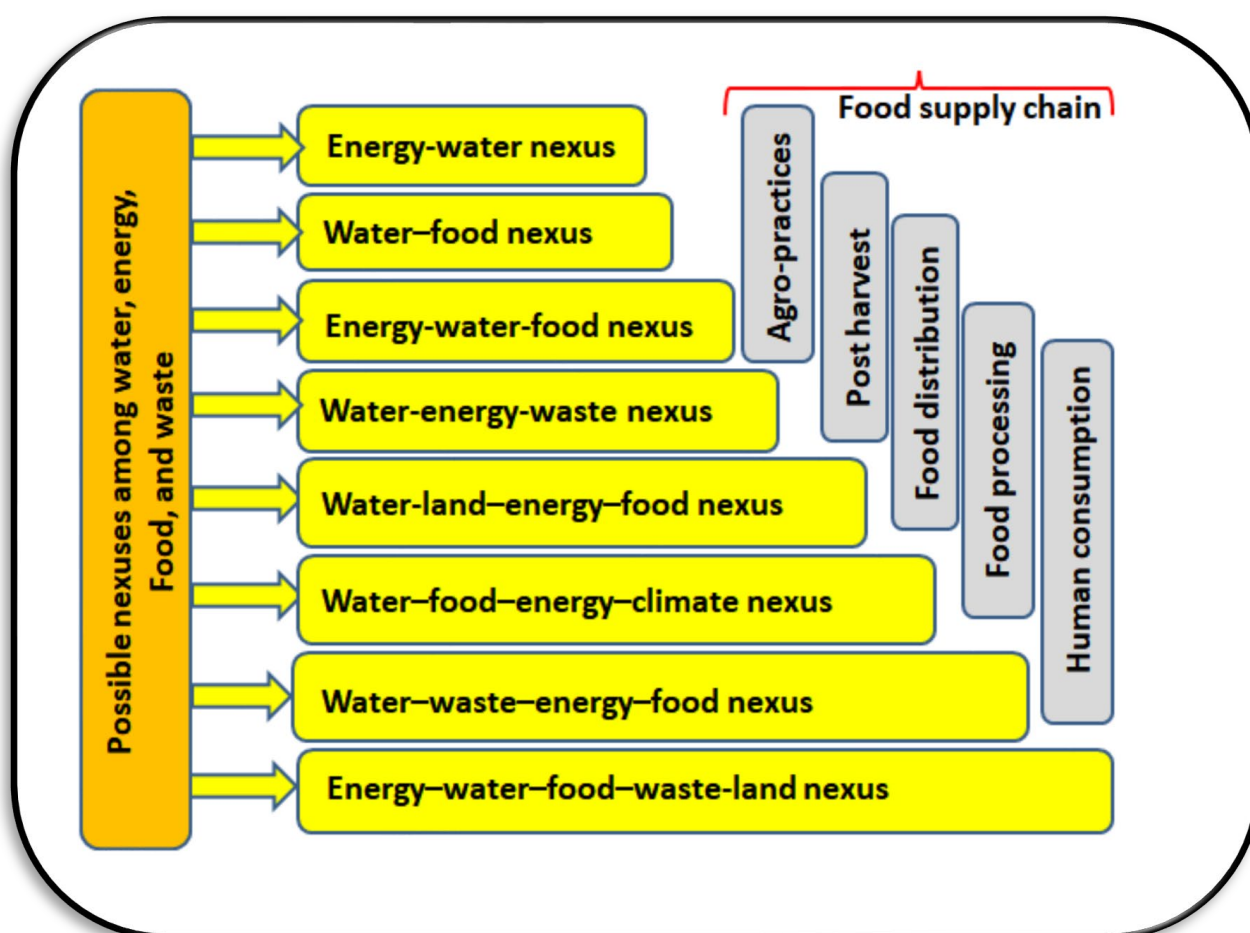 Possible nexuses among water, energy,
Food, and waste
Energy-water nexus
Water–food nexus
Energy-water-food nexus
Water-energy-waste nexus
Water-land–energy–food nexus
Water–food–energy–climate nexus
Water–waste–energy–food nexus
Energy–water–food–waste-land nexus
Food supply chain
Agro-practices
Post harvest
Food distribution
Food processing
Human consumption